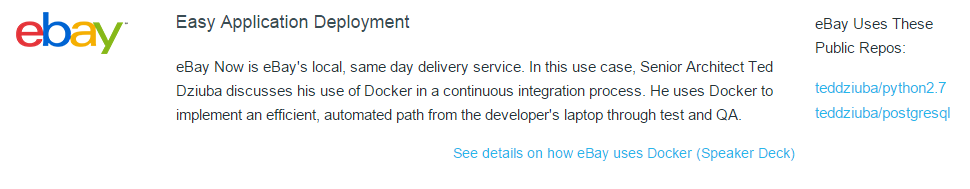 ebay
Easy Application Deployment
eBay Now is eBay's local, same day delivery service. In this use case, Senior Architect Ted
Dziuba discusses his use of Docker in a continuous integration process. He uses Docker to
implement an efficient, automated path from the developer's laptop through test and QA.
See details on how eBay uses Docker (Speaker Deck)
eBay Uses These
Public Repos:
teddziuba/python2.7
teddziuba/postgresql